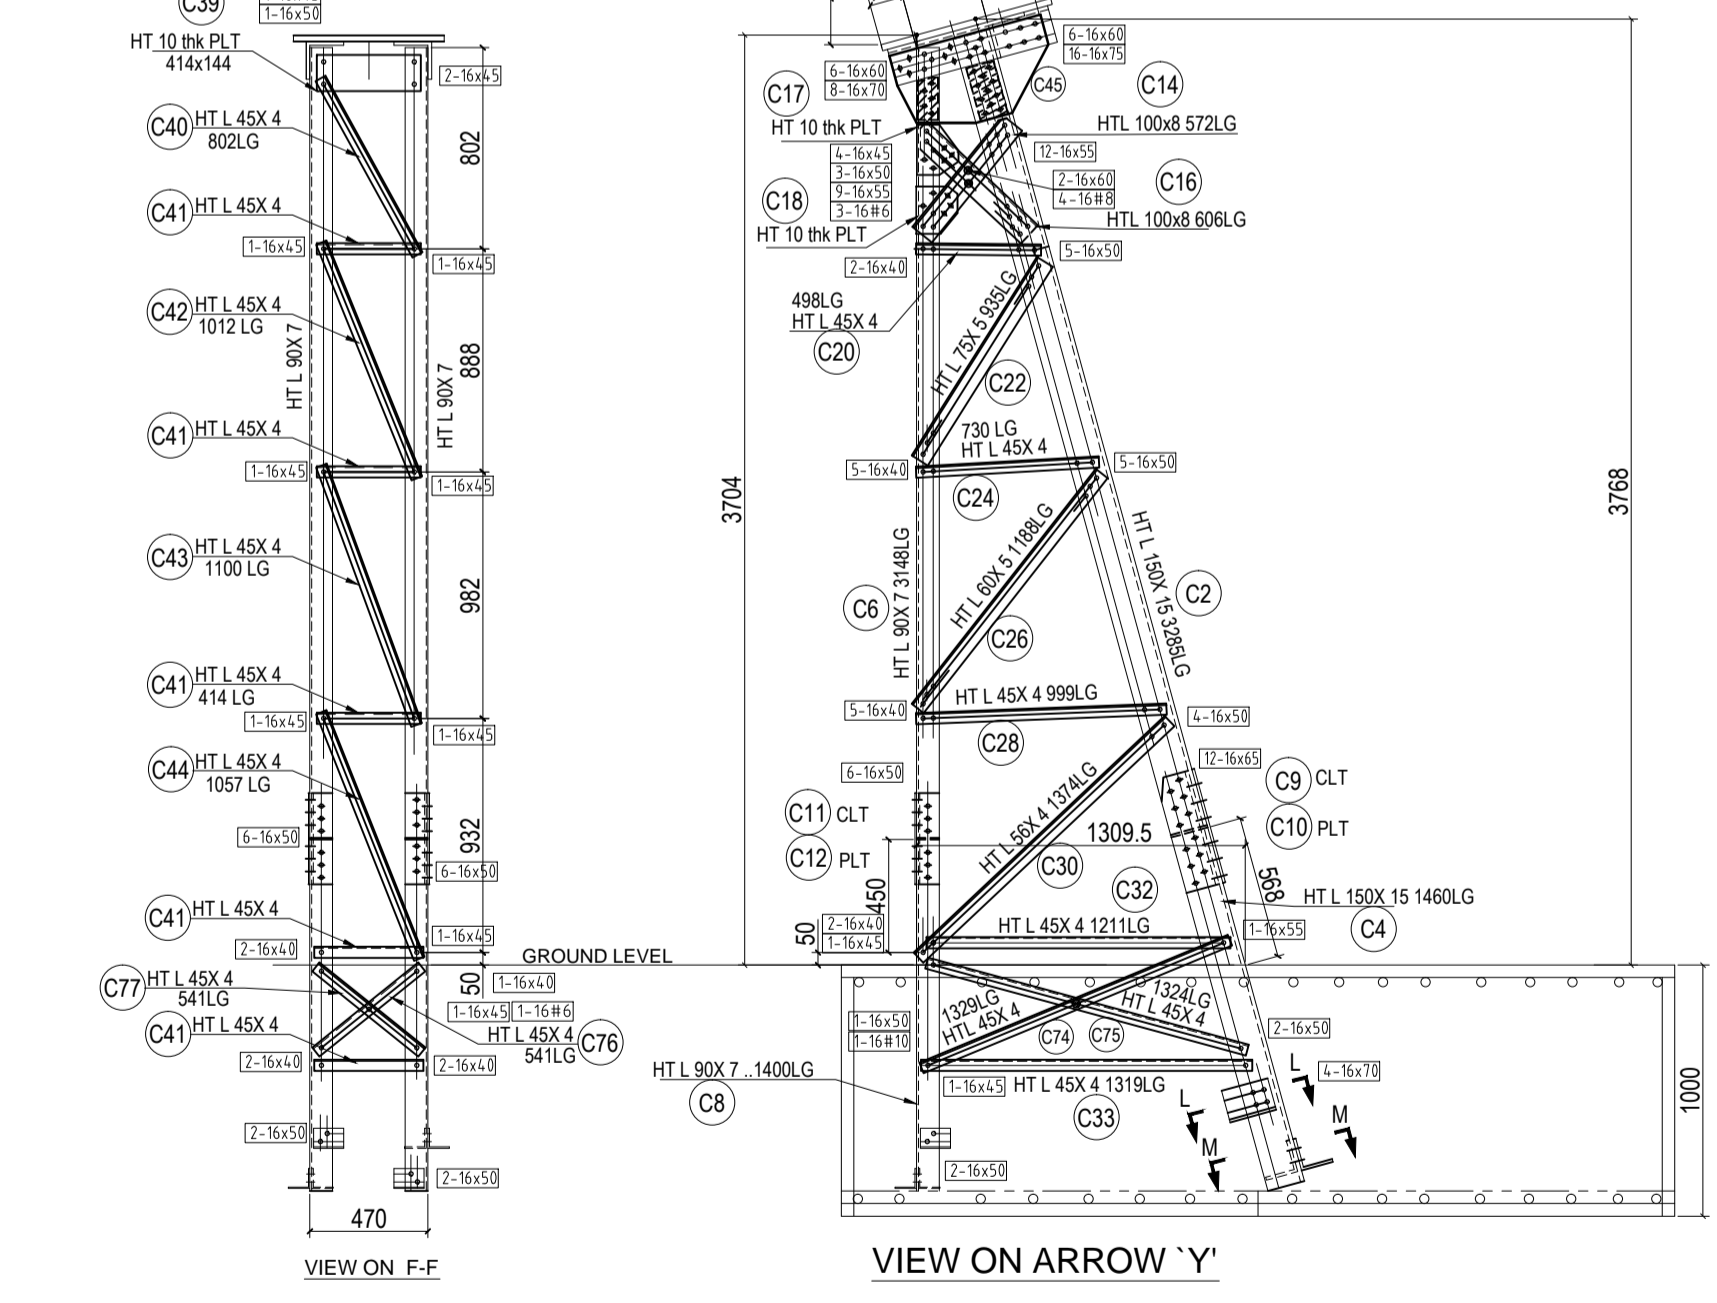 C39
1-16x50
HT 10 thk PLT
414x144
2-16x45
C40
HT L 45X 4
802LG
802
C41
HT L 45X 4
1-16x45
1-16x45
C42
HT L 45X 4
1012 LG
HT L 90X 7
888
HT L 90X 7
C41
HT L 45X 4
1-16x45
1-16x45
C43
HT L 45X 4
1100 LG
982
C41
HT L 45X 4
414 LG
1-16x45
1-16x45
C44
HT L 45X 4
1057 LG
932
6-16x50
6-16x50
C41
HT L 45X 4
2-16x40
1-16x45
GROUND LEVEL
50
1-16x40
C77
HT L 45X 4
541LG
1-16x45
1-16#6
C41
HT L 45X 4
HT L 45X 4
541LG
C76
2-16x40
2-16x40
2-16x50
2-16x50
470
VIEW ON F-F
6-16x60
16-16x75
6-16x60
8-16x70
C17
C45
C14
HT 10 thk PLT
HTL 100x8 572LG
4-16x45
3-16x50
9-16x55
3-16#6
12-16x55
2-16x60
4-16#8
C16
C18
HT 10 thk PLT
HTL 100x8 606LG
2-16x40
5-16x50
498LG
HT L 45X 4
C20
HT L 75X 5 935LG
C22
730 LG
HT L 45X 4
5-16x40
5-16x50
C24
3704
3768
HT L 150X 15 3285LG
C2
C6
HT L 90X 7 3148LG
HT L 60X 5 1188LG
C26
HT L 45X 4 999LG
5-16x40
4-16x50
C28
6-16x50
12-16x65
C9 CLT
C11 CLT
C10 PLT
C12 PLT
HT L 56X 4 1374LG
1309.5
C30
450
C32
568
HT L 150X 15 1460LG
C4
50
2-16x40
1-16x45
HT L 45X 4 1211LG
1-16x55
1329LG
HTL 45X 4
1324LG
HT L 45X 4
1-16x50
1-16#10
C74
C75
2-16x50
HT L 90X 7 ..1400LG
C8
1-16x45
HT L 45X 4 1319LG
C33
L
L
4-16x70
M
M
1000
2-16x50
VIEW ON ARROW `Y'